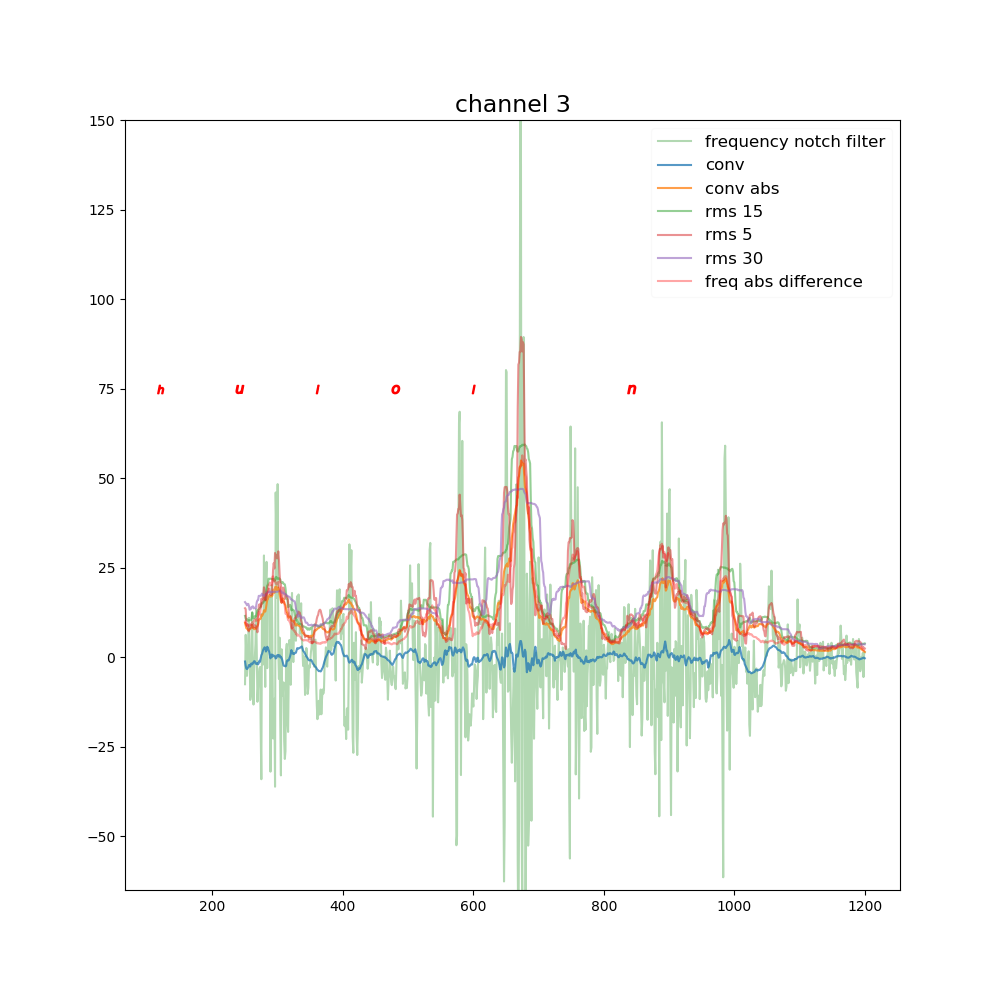 channel 3
150
125
100
75
50
25
0
−25
−50
frequency notch filter
conv
conv abs
rms 15
rms 5
rms 30
freq abs difference
h u l o l n
200 400 600 800 1000 1200